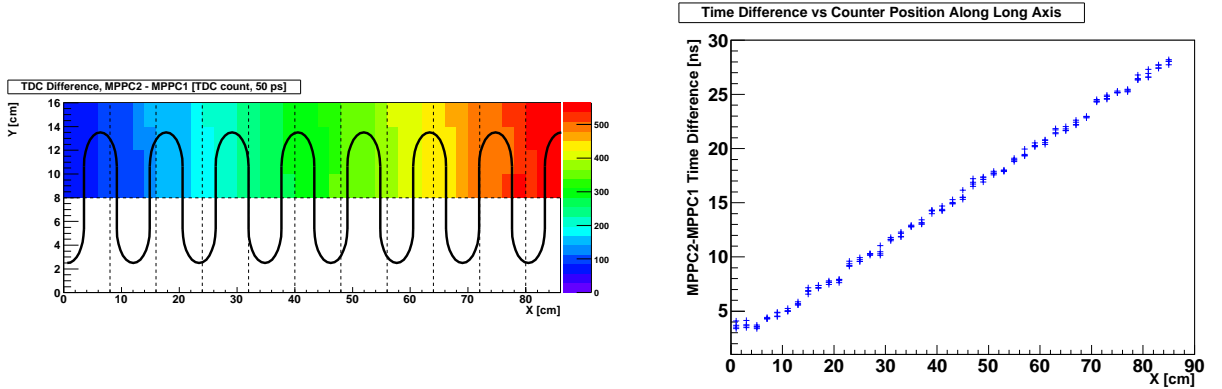 TDC Difference, MPPC2 - MPPC1 [TDC count, 50 ps]
Y [cm]
16
14
12
10
8
6
4
2
0
0 10 20 30 40 50 60 70 80
X [cm]
500
400
300
200
100
0
Time Difference vs Counter Position Along Long Axis
MPPC2-MPPC1 Time Difference [ns]
30
25
20
15
10
5
0 10 20 30 40 50 60 70 80 90
X [cm]